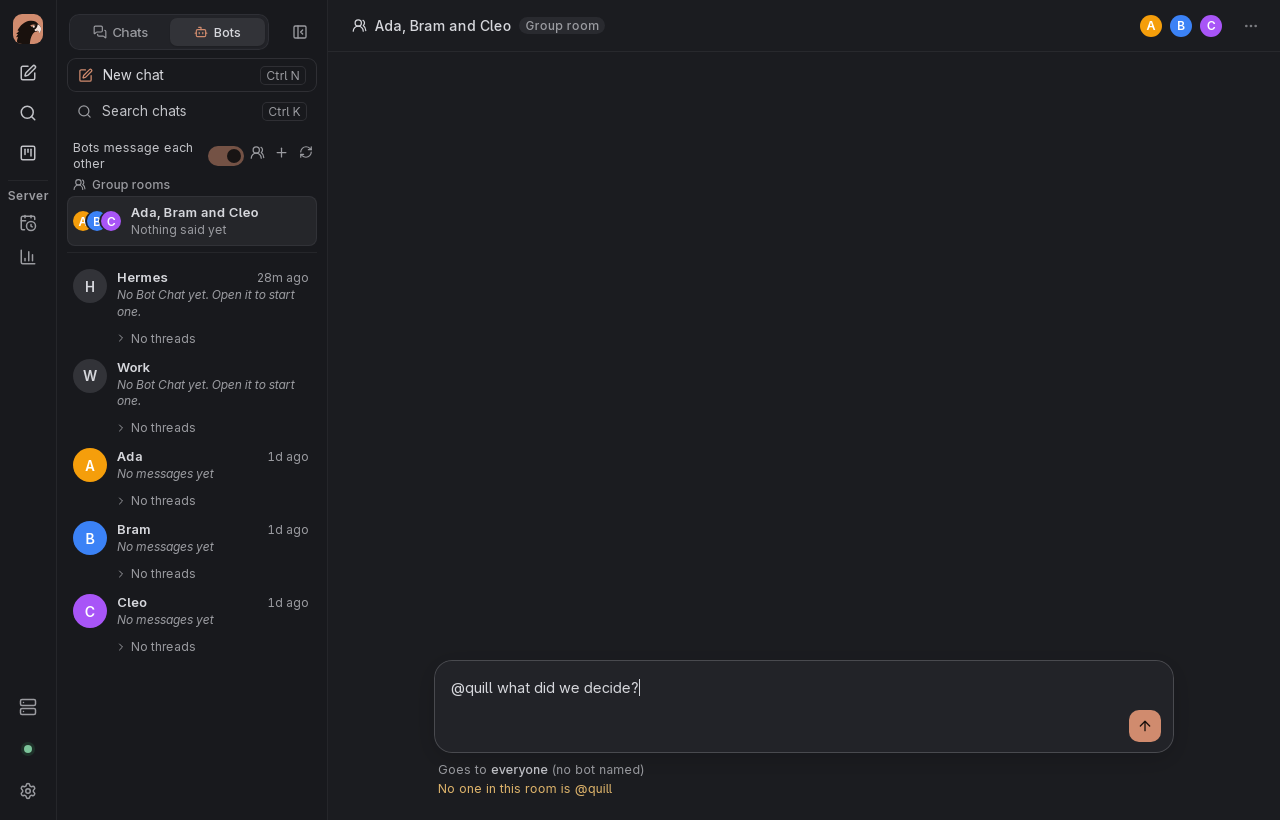 Chats
Bots
New chat
Ctrl N
Search chats
Ctrl K
Bots message each
other
Server
Group rooms
A B C
Ada, Bram and Cleo
Nothing said yet
H
Hermes
28m ago
No Bot Chat yet. Open it to start
one.
No threads
W
Work
No Bot Chat yet. Open it to start
one.
No threads
A
Ada
1d ago
No messages yet
No threads
B
Bram
1d ago
No messages yet
No threads
C
Cleo
1d ago
No messages yet
No threads
Ada, Bram and Cleo
Group room
A B C
@quill what did we decide?
Goes to everyone (no bot named)
No one in this room is @quill